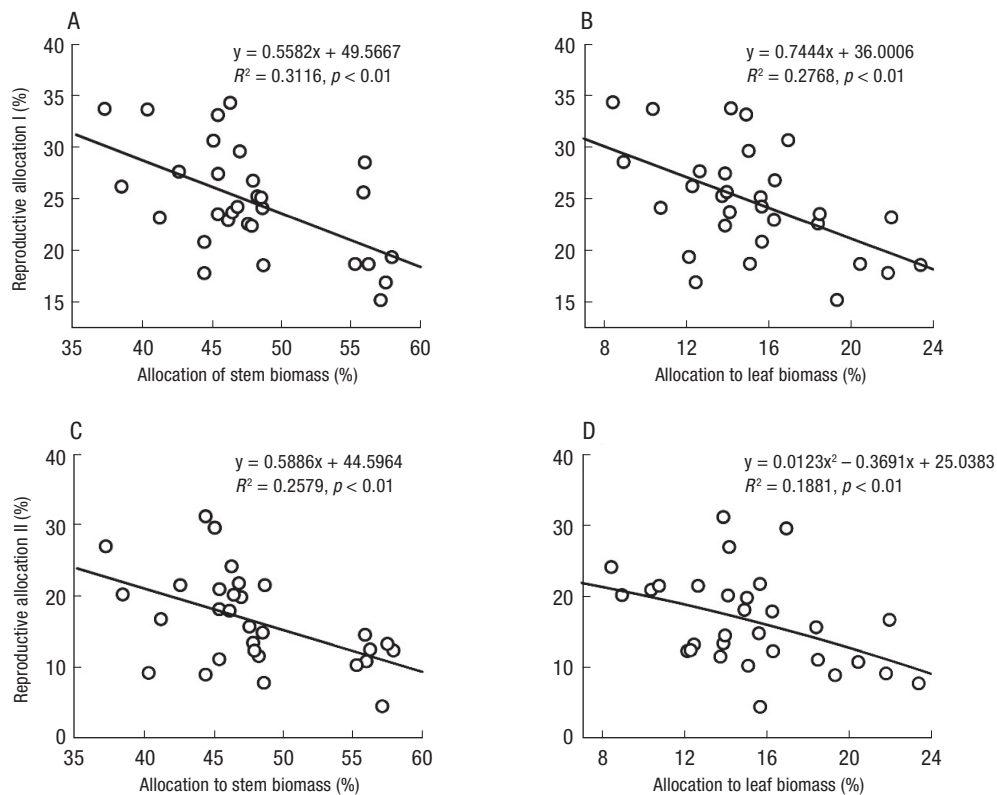 A
y = 0.5582x + 49.5667
R² = 0.3116, p < 0.01
Reproductive allocation I (%)
40
35
30
25
20
15
35 40 45 50 55 60
Allocation of stem biomass (%)
B
y = 0.7444x + 36.0006
R² = 0.2768, p < 0.01
40
35
30
25
20
15
8 12 16 20 24
Allocation to leaf biomass (%)
C
y = 0.5886x + 44.5964
R² = 0.2579, p < 0.01
Reproductive allocation II (%)
40
30
20
10
0
35 40 45 50 55 60
Allocation to stem biomass (%)
D
y = 0.0123x² – 0.3691x + 25.0383
R² = 0.1881, p < 0.01
40
30
20
10
0
8 12 16 20 24
Allocation to leaf biomass (%)